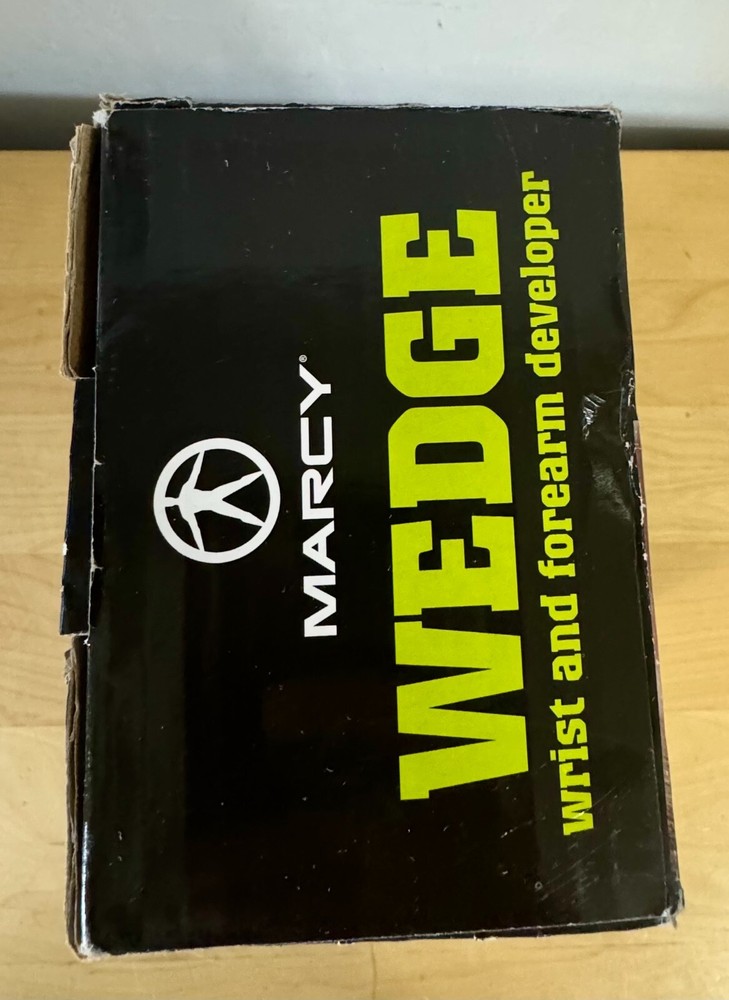 MARCY®
WEDGE
wrist and forearm developer